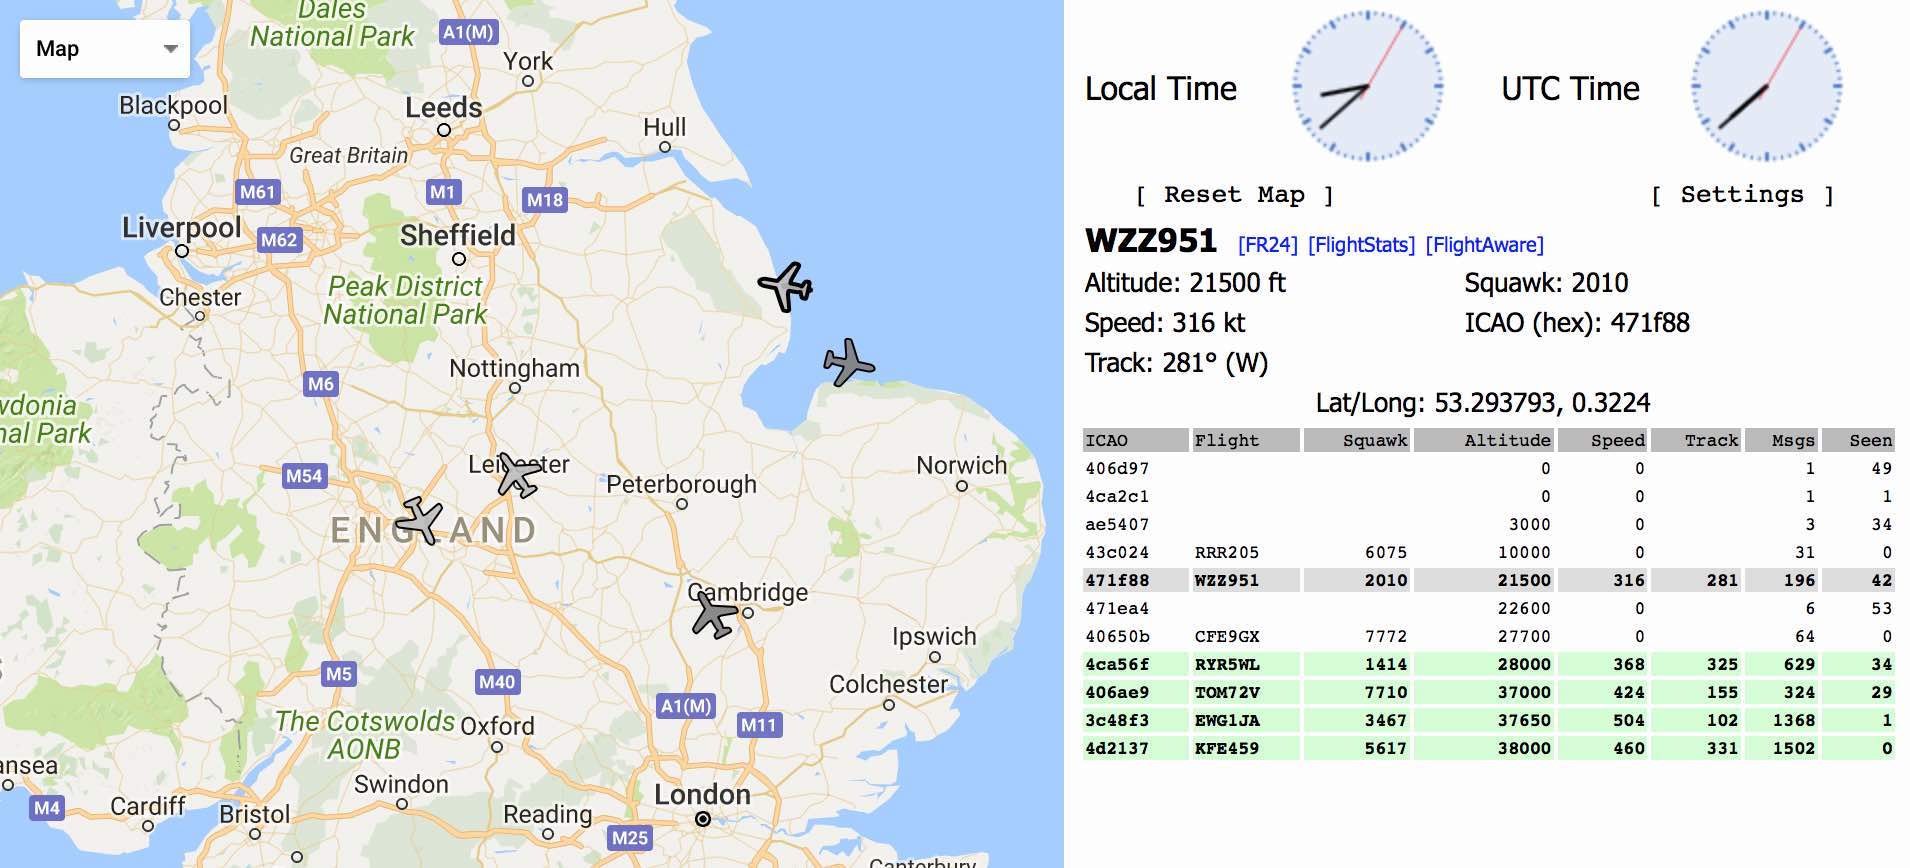 Map
Dales
National Park
A1(M)
York
Blackpool
Leeds
Hull
Great Britain
M61
M1
M18
Liverpool
M62
Sheffield
Peak District
National Park
Chester
Nottingham
M6
wdonia
nal Park
Leicester
M54
Peterborough
Norwich
ENGLAND
Cambridge
Ipswich
M5
M40
Colchester
A1(M)
M11
The Cotswolds
AONB
Oxford
ansea
Swindon
London
M4
Cardiff
Bristol
Reading
M25
Canterbury
Local Time
UTC Time
[ Reset Map ]
[ Settings ]
WZZ951 [FR24] [FlightStats] [FlightAware]
Altitude: 21500 ft Squawk: 2010
Speed: 316 kt ICAO (hex): 471f88
Track: 281° (W)
Lat/Long: 53.293793, 0.3224
ICAO Flight Squawk Altitude Speed Track Msgs Seen
406d97 0 0 1 49
4ca2c1 0 0 1 1
ae5407 3000 0 3 34
43c024 RRR205 6075 10000 0 31 0
471f88 WZZ951 2010 21500 316 281 196 42
471ea4 22600 0 6 53
40650b CFE9GX 7772 27700 0 64 0
4ca56f RYR5WL 1414 28000 368 325 629 34
406ae9 TOM72V 7710 37000 424 155 324 29
3c48f3 EWG1JA 3467 37650 504 102 1368 1
4d2137 KFE459 5617 38000 460 331 1502 0